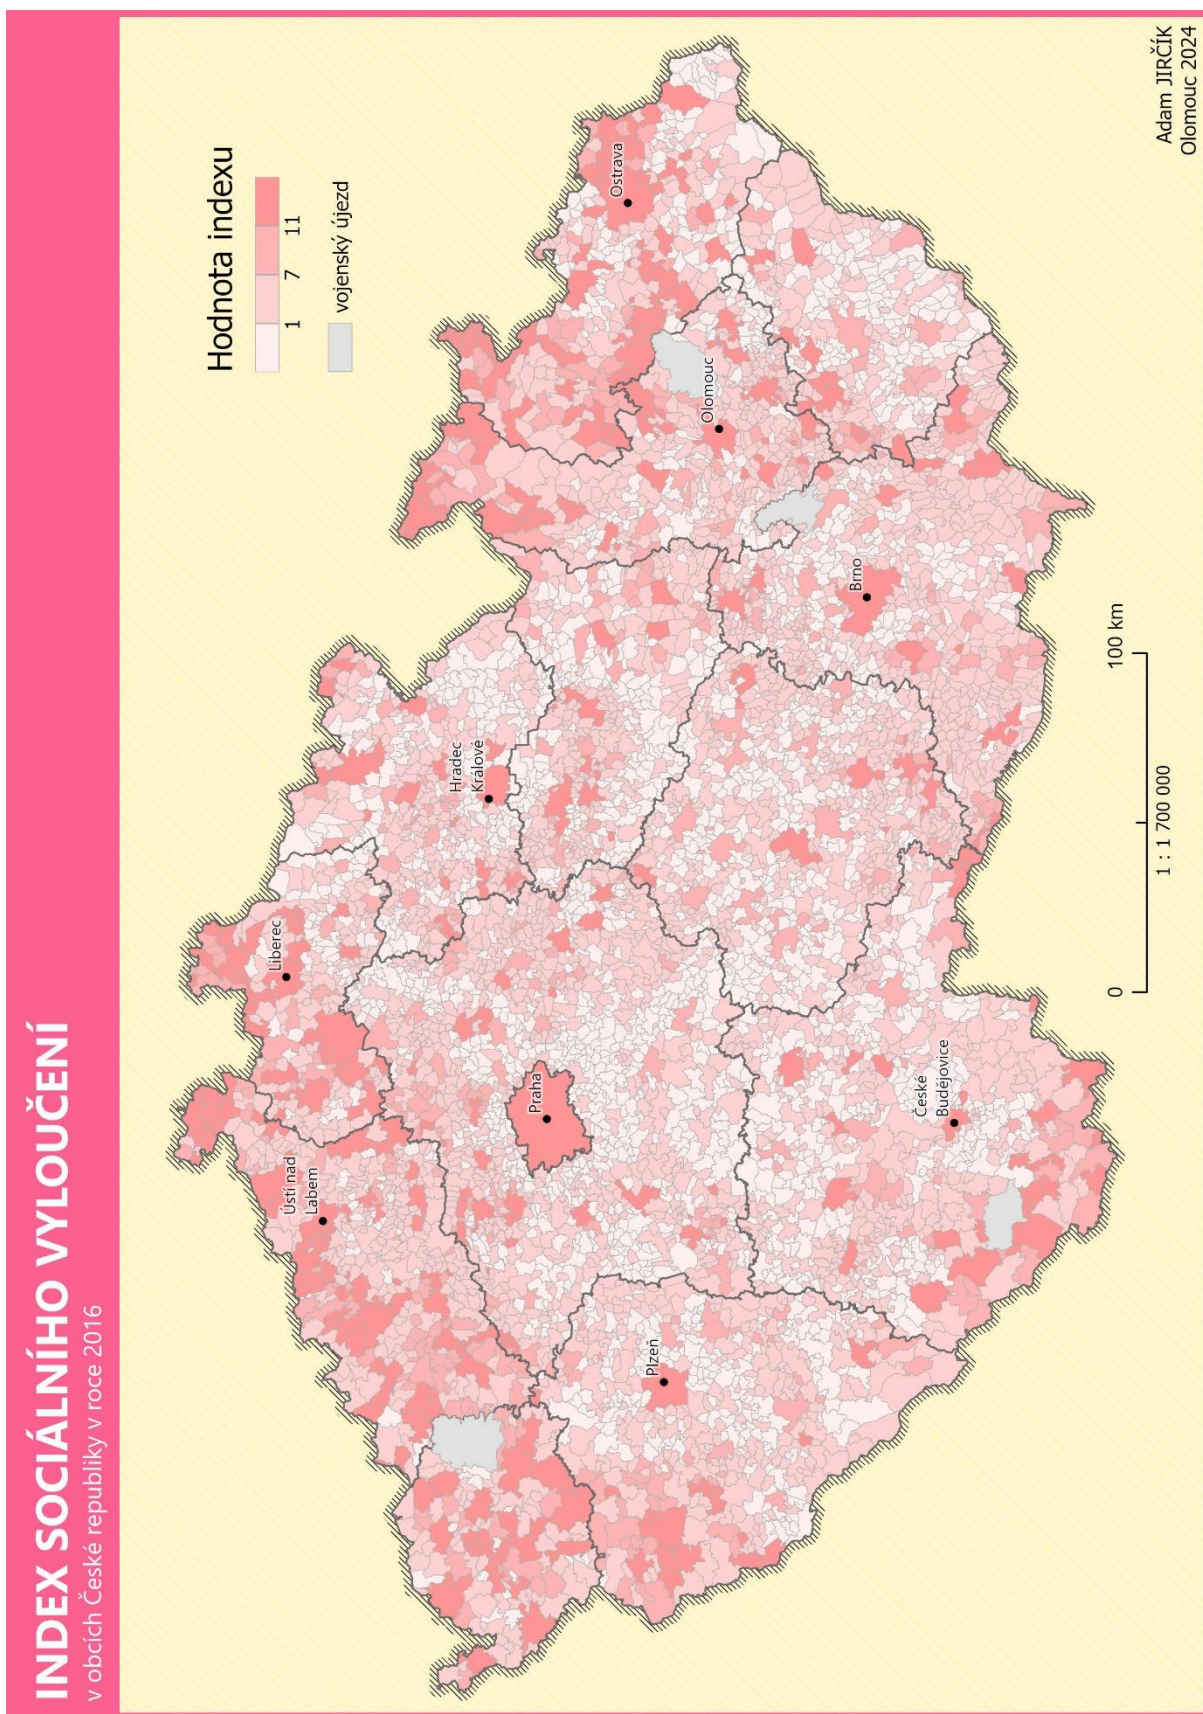 INDEX SOCIÁLNÍHO VYLOUČENÍ
v obcích České republiky v roce 2016
Hodnota indexu
1 7 11
vojenský újezd
Liberec
Ústí nad
Labem
Hradec
Králové
Praha
Ostrava
Plzeň
Olomouc
Brno
České
Budějovice
0 100 km
1 : 1 700 000
Adam JIRČÍK
Olomouc 2024